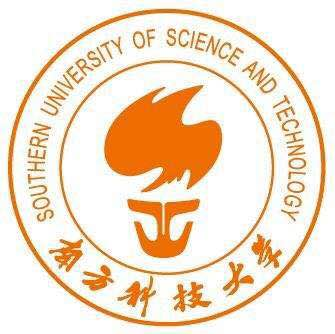 SOUTHERN UNIVERSITY OF SCIENCE AND TECHNOLOGY
南方科技大学